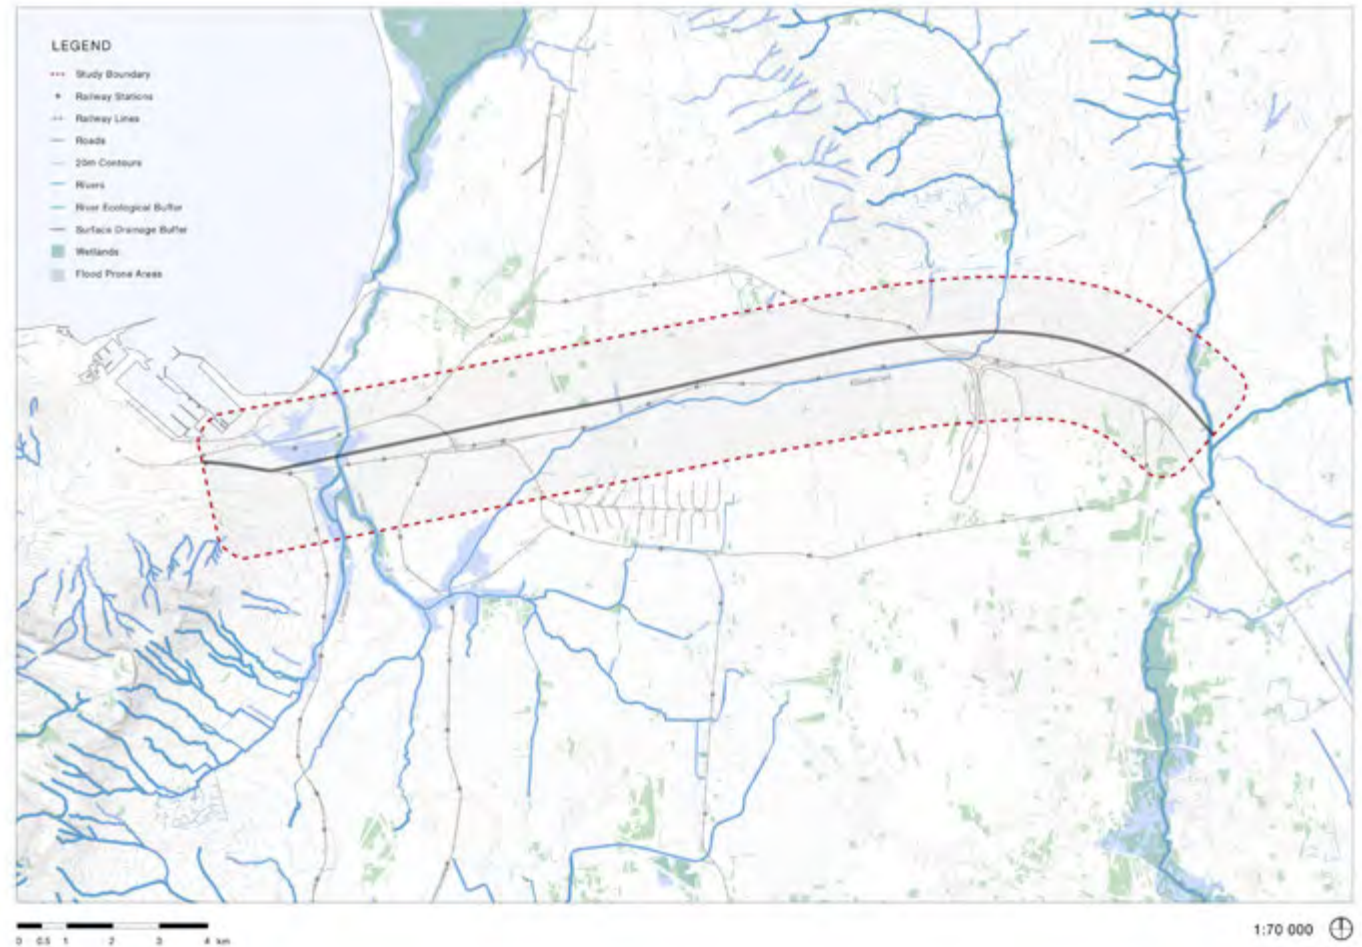 LEGEND
Study Boundary
Railway Stations
Railway Lines
Roads
20m Contours
Rivers
River Ecological Buffer
Surface Drainage Buffer
Wetlands
Flood Prone Areas
0 0.5 1 2 3 4 km
1:70 000